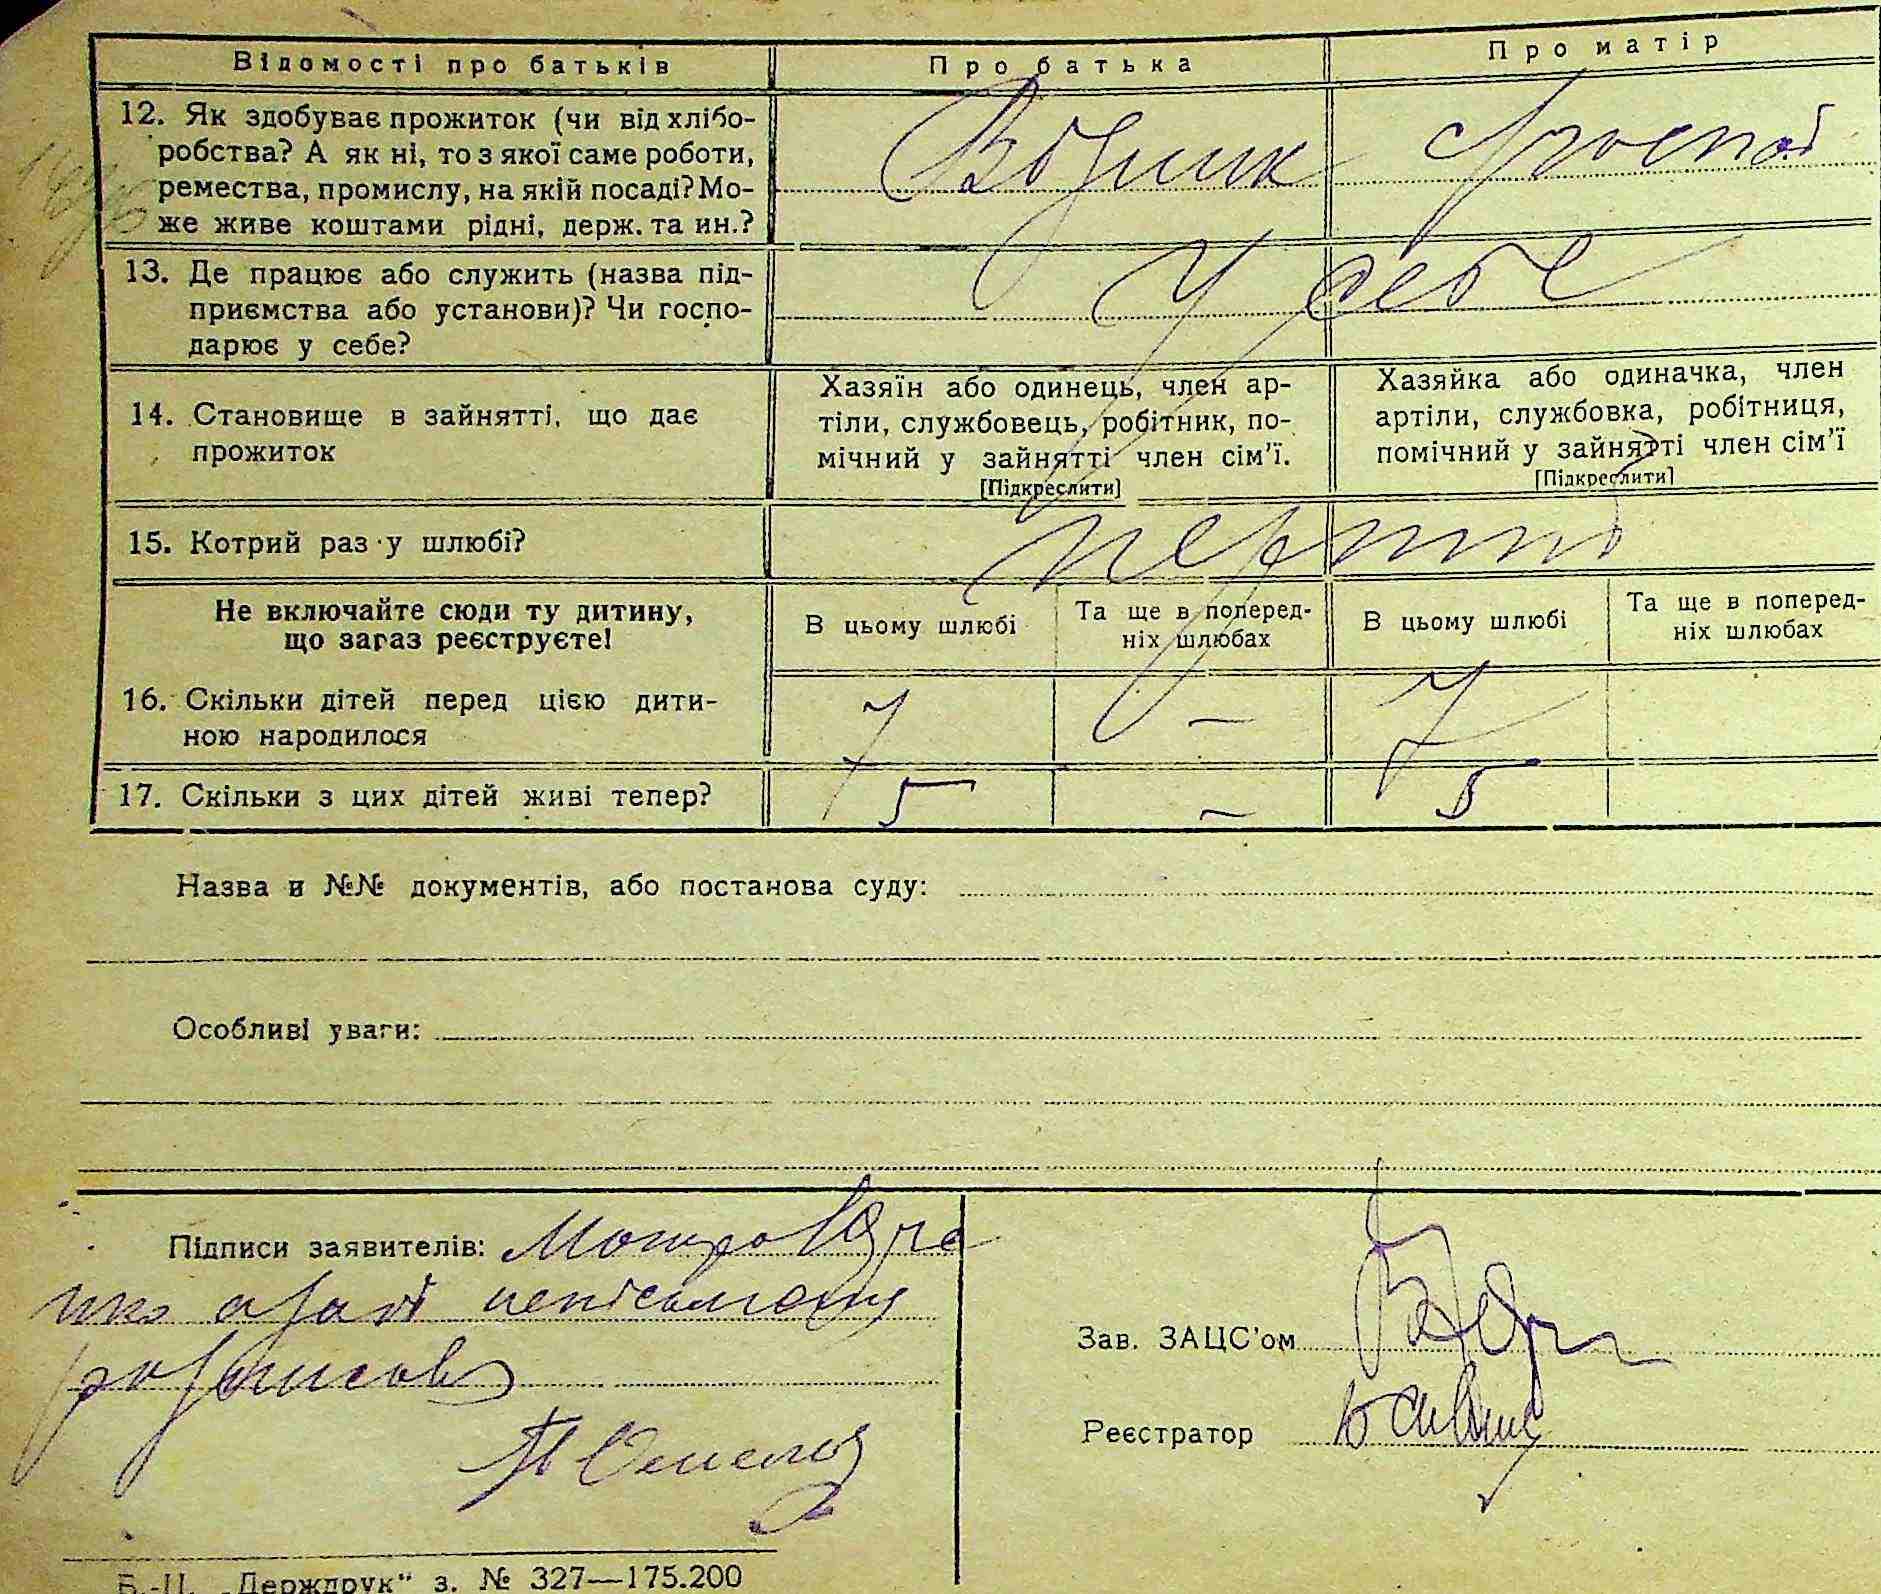 Відомості про батьків
Про батька
Про матір
12. Як здобуває прожиток (чи від хлібо-
робства? А як ні, то з якої саме роботи,
ремества, промислу, на якій посаді? Мо-
же живе коштами рідні, держ. та ин.?
13. Де працює або служить (назва під-
приємства або установи)? Чи госпо-
дарює у себе?
У себе
14. Становище в зайнятті, що дає
прожиток
Хазяїн або одинець, член ар-
тіли, службовець, робітник, по-
мічний у зайнятті член сім'ї.
[Підкреслити]
Хазяйка або одиначка, член
артіли, службовка, робітниця,
помічний у зайнятті член сім'ї
[Підкреслити]
15. Котрий раз у шлюбі?
Не включайте сюди ту дитину,
що зараз реєструєте!
В цьому шлюбі
Та ще в поперед-
ніх шлюбах
В цьому шлюбі
Та ще в поперед-
ніх шлюбах
16. Скільки дітей перед цією дити-
ною народилося
7 – 7
17. Скільки з цих дітей живі тепер?
5 – 5
Назва и №№ документів, або постанова суду:
Особливі уваги:
Підписи заявителів:
Зав. ЗАЦС'ом
Реєстратор
Б.-Ц. „Держдрук" з. № 327—175.200